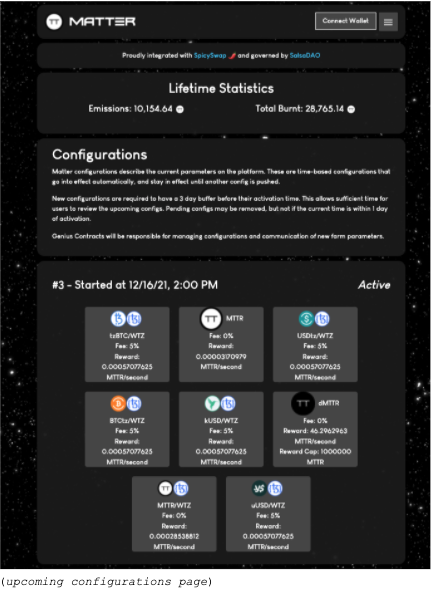 MATTER
Connect Wallet
Proudly integrated with SpicySwap 🌶️ and governed by SalsaDAO
Lifetime Statistics
Emissions: 10,154.64
Total Burnt: 28,765.14
Configurations
Matter configurations describe the current parameters on the platform. These are time-based configurations that
go into effect automatically, and stay in effect until another config is pushed.
New configurations are required to have a 3 day buffer before their activation time. This allows sufficient time for
users to review the upcoming configs. Pending configs may be removed, but not if the current time is within 1 day
of activation.
Genius Contracts will be responsible for managing configurations and communication of new farm parameters.
#3 - Started at 12/16/21, 2:00 PM
Active
tzBTC/WTZ
Fee: 5%
Reward:
0.00057077625
MTTR/second
MTTR
Fee: 0%
Reward:
0.00003170979
MTTR/second
USDtz/WTZ
Fee: 5%
Reward:
0.00057077625
MTTR/second
BTCtz/WTZ
Fee: 5%
Reward:
0.00057077625
MTTR/second
kUSD/WTZ
Fee: 5%
Reward:
0.00057077625
MTTR/second
dMTTR
Fee: 0%
Reward: 46.2962963
MTTR/second
Reward Cap: 1000000
MTTR
MTTR/WTZ
Fee: 0%
Reward:
0.00028538812
MTTR/second
uUSD/WTZ
Fee: 5%
Reward:
0.00057077625
MTTR/second
(upcoming configurations page)